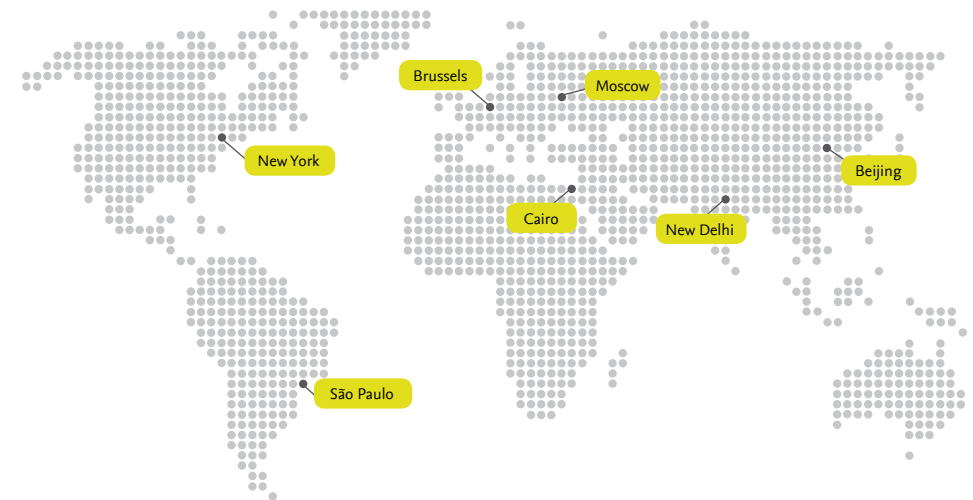 Brussels
Moscow
New York
Beijing
Cairo
New Delhi
São Paulo